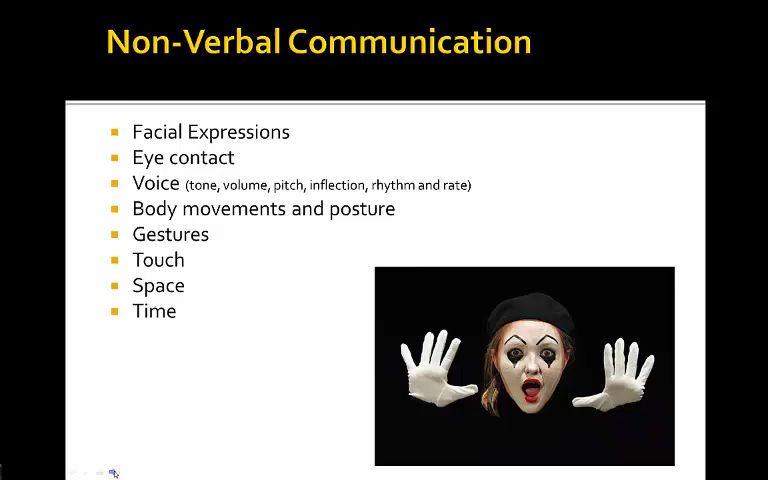 Non-Verbal Communication
Facial Expressions
Eye contact
Voice (tone, volume, pitch, inflection, rhythm and rate)
Body movements and posture
Gestures
Touch
Space
Time